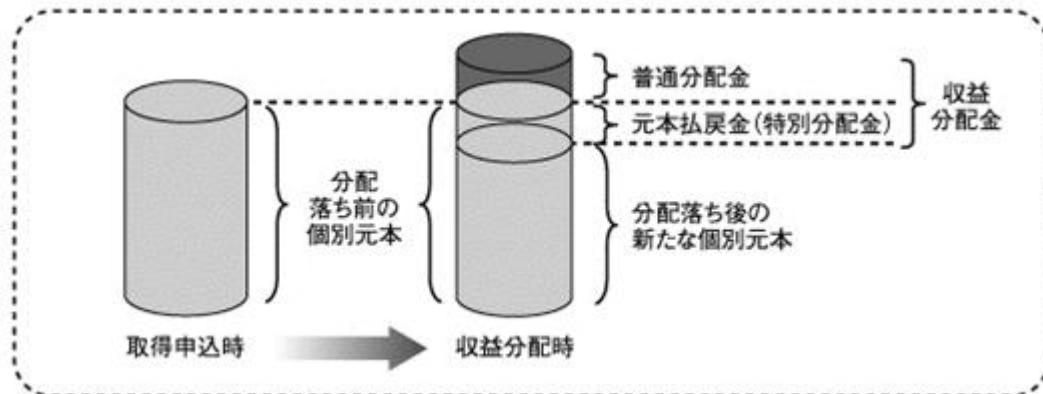 普通分配金
収益
分配金
元本払戻金(特別分配金)
分配
落ち前の
個別元本
分配落ち後の
新たな個別元本
取得申込時
収益分配時